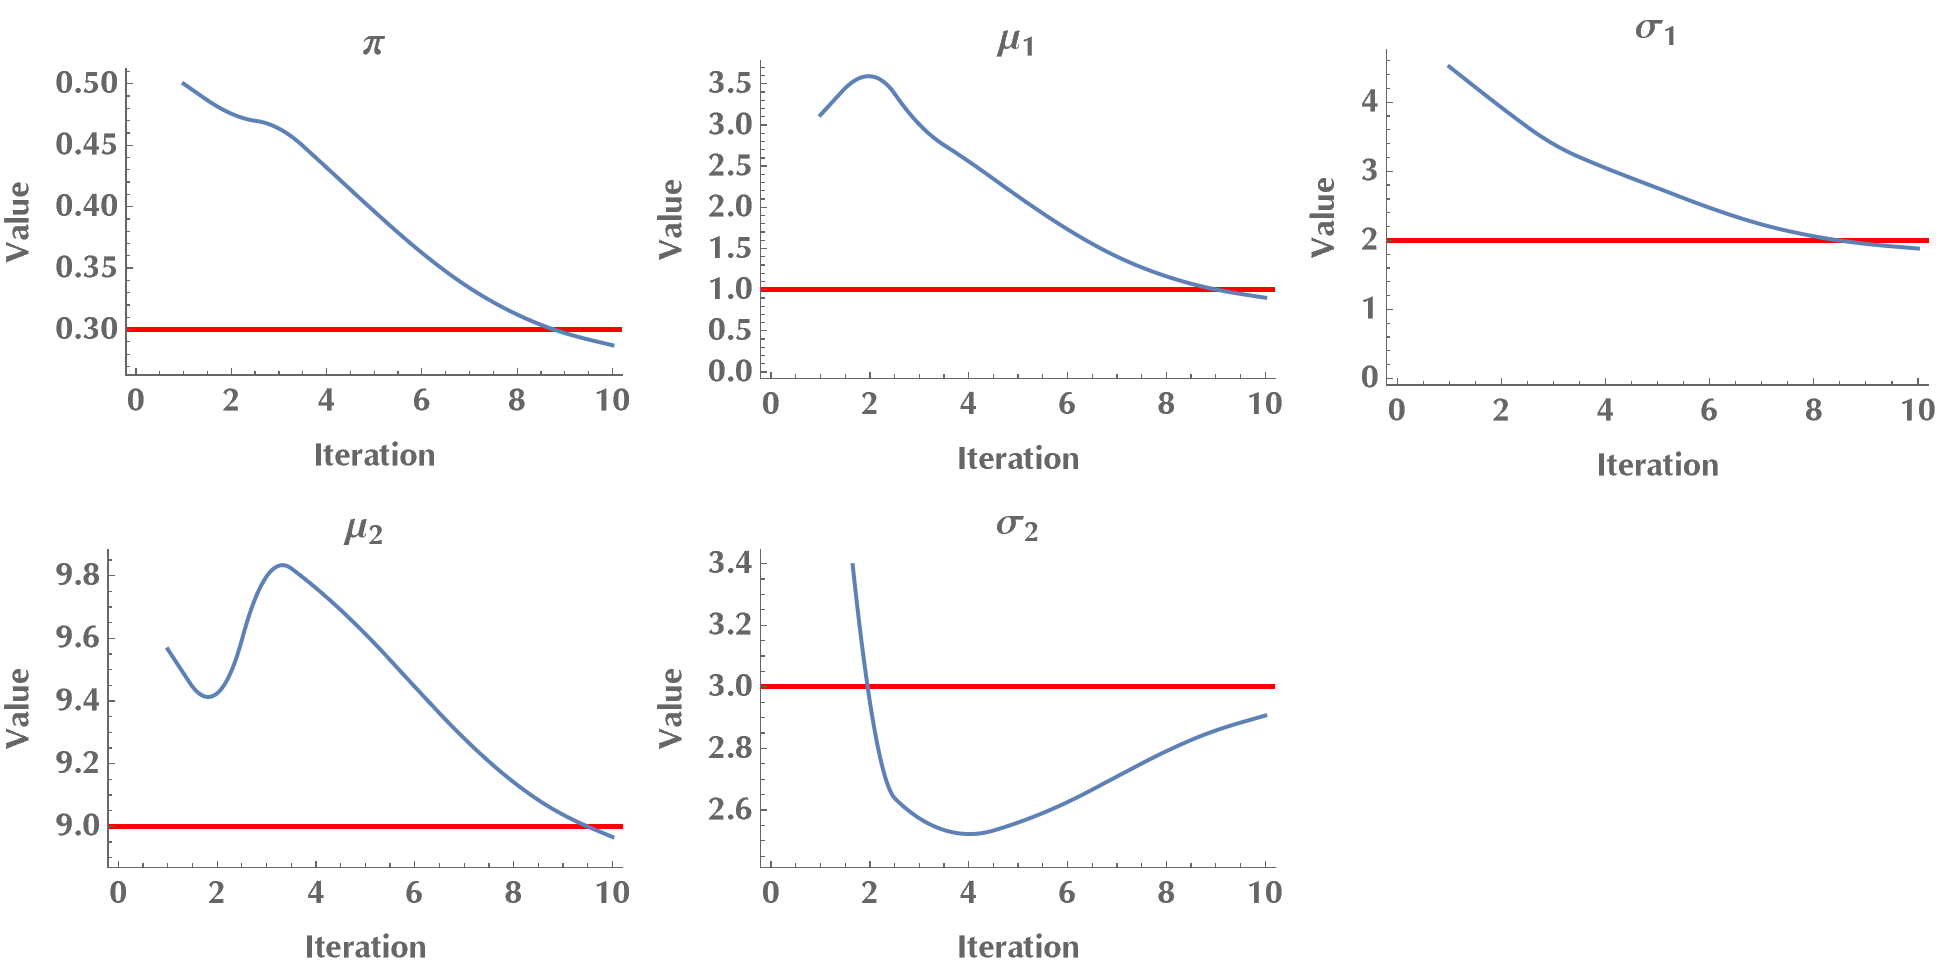 π
Value
0.50
0.45
0.40
0.35
0.30
0 2 4 6 8 10
Iteration
μ1
Value
3.5
3.0
2.5
2.0
1.5
1.0
0.5
0.0
0 2 4 6 8 10
Iteration
σ1
Value
4
3
2
1
0
0 2 4 6 8 10
Iteration
μ2
Value
9.8
9.6
9.4
9.2
9.0
0 2 4 6 8 10
Iteration
σ2
Value
3.4
3.2
3.0
2.8
2.6
0 2 4 6 8 10
Iteration